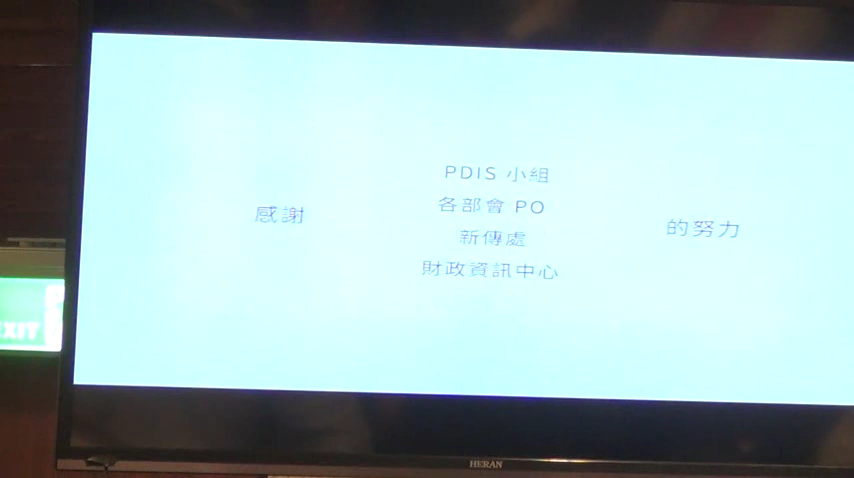 PDIS 小組
各部會 PO
感謝
的努力
新傳處
財政資訊中心
EXIT
HERAN